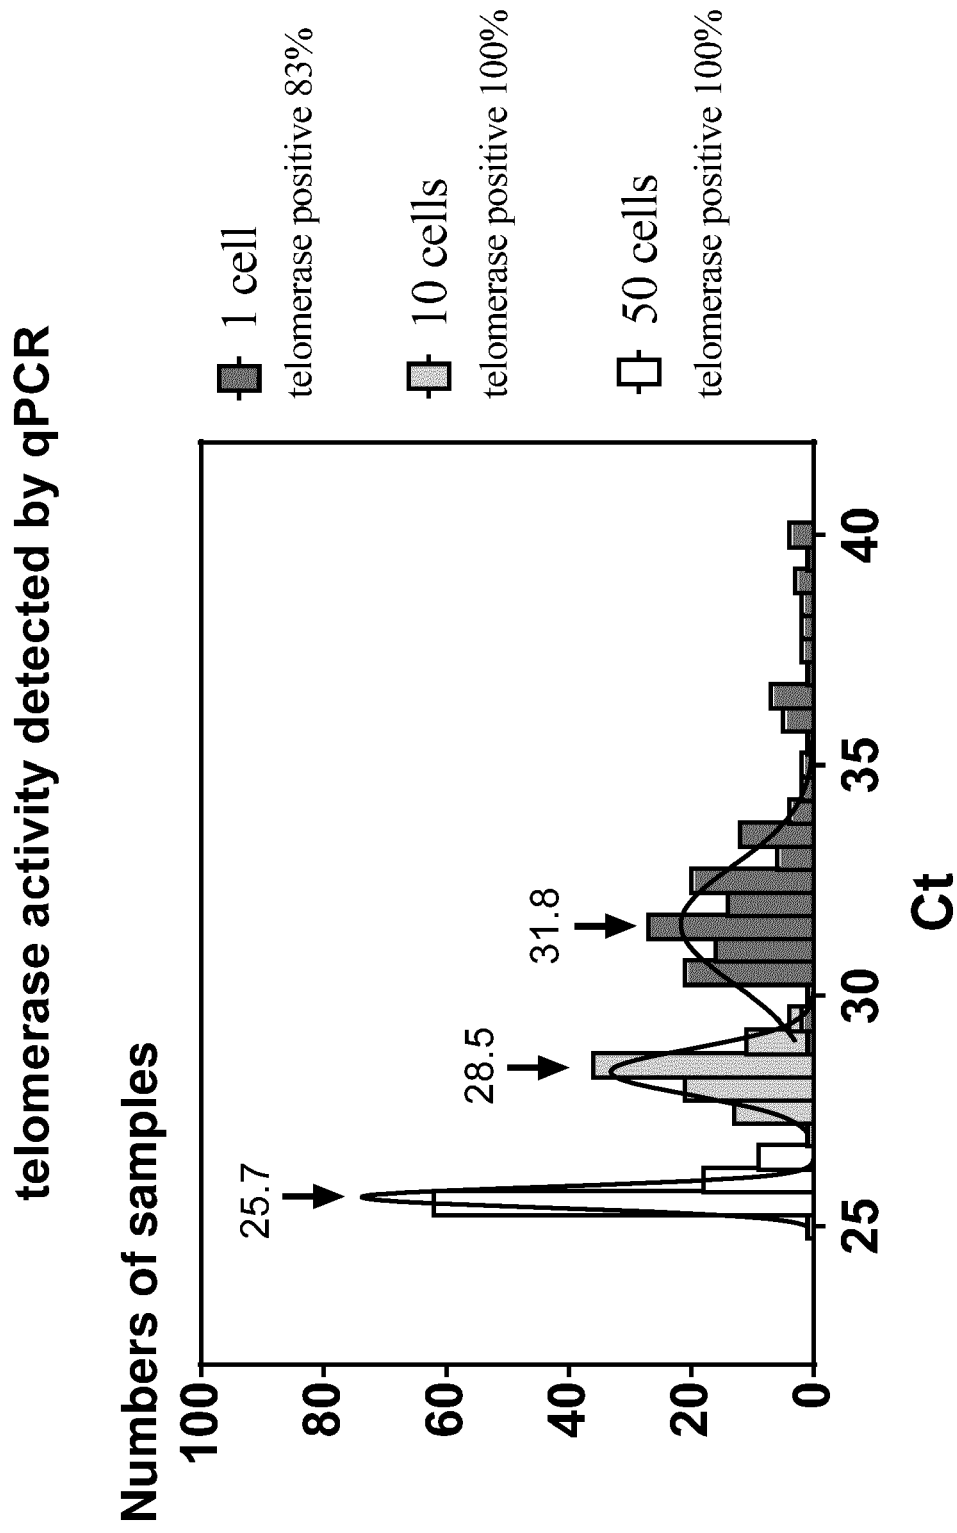 telomerase activity detected by qPCR
Numbers of samples
100
80
60
40
20
0
25.7
28.5
31.8
25
30
35
40
Ct
1 cell
telomerase positive 83%
10 cells
telomerase positive 100%
50 cells
telomerase positive 100%